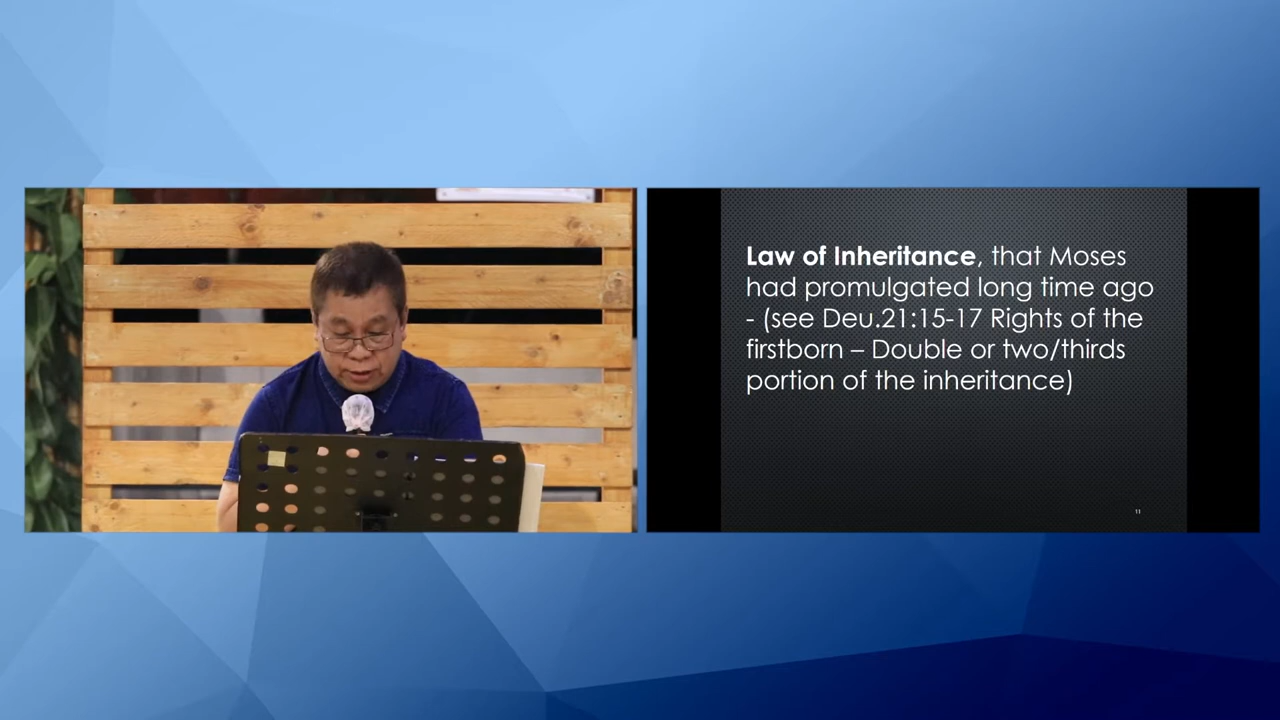 Law of Inheritance, that Moses
had promulgated long time ago
- (see Deu.21:15-17 Rights of the
firstborn – Double or two/thirds
portion of the inheritance)
11